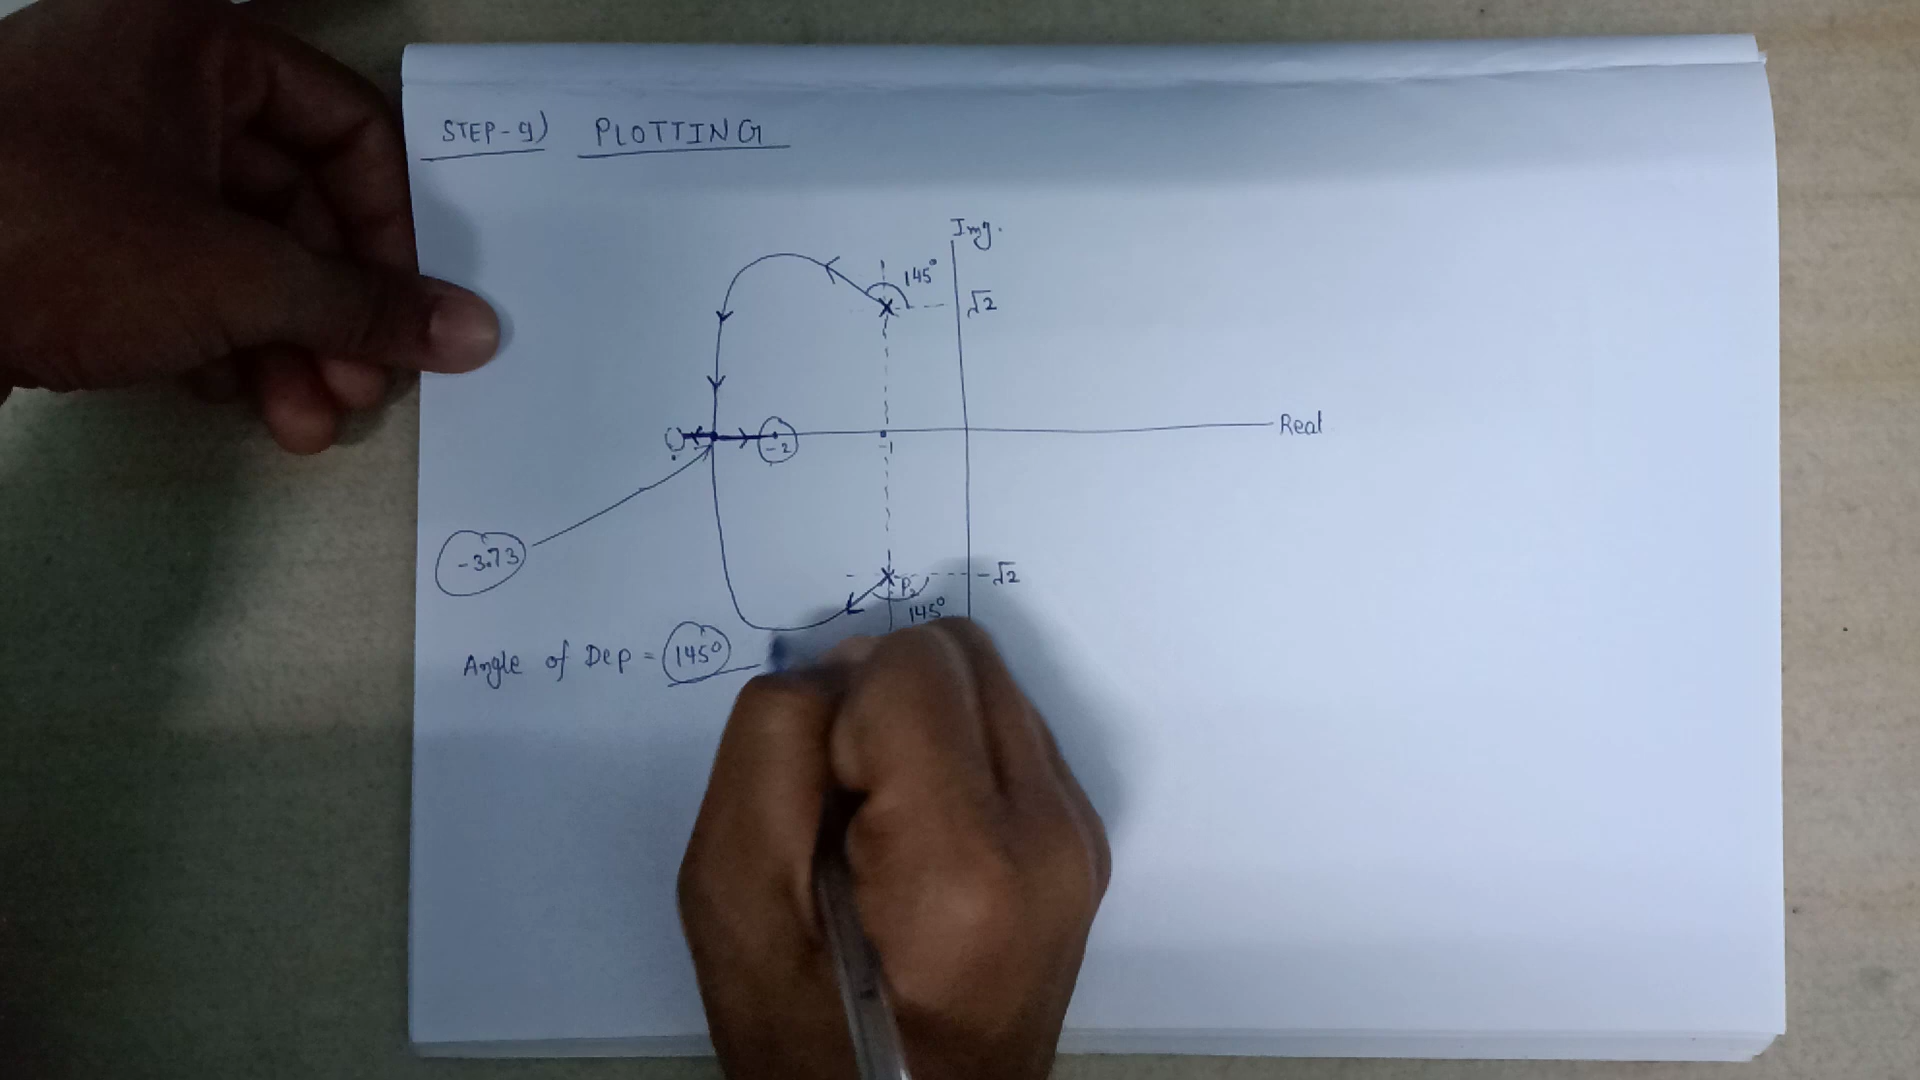 STEP-9) PLOTTING
Img.
145°
√2
Real
-2
-1
-3.73
-√2
P2
145°
Angle of Dep = 145°